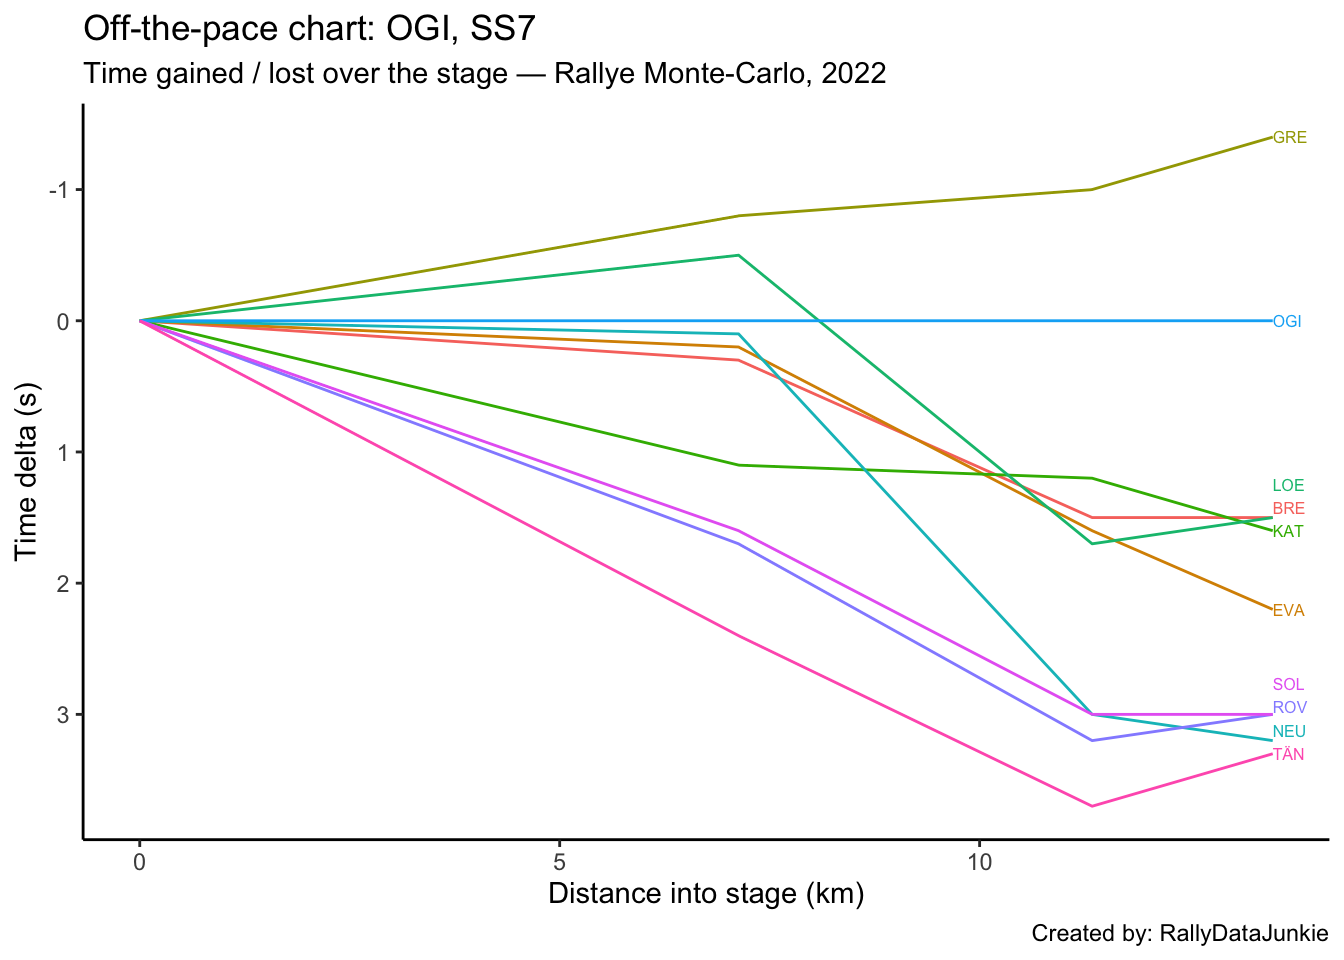 Off-the-pace chart: OGI, SS7
Time gained / lost over the stage — Rallye Monte-Carlo, 2022
Time delta (s)
-1
0
1
2
3
GRE
OGI
LOE
BRE
KAT
EVA
SOL
ROV
NEU
TÄN
0 5 10
Distance into stage (km)
Created by: RallyDataJunkie